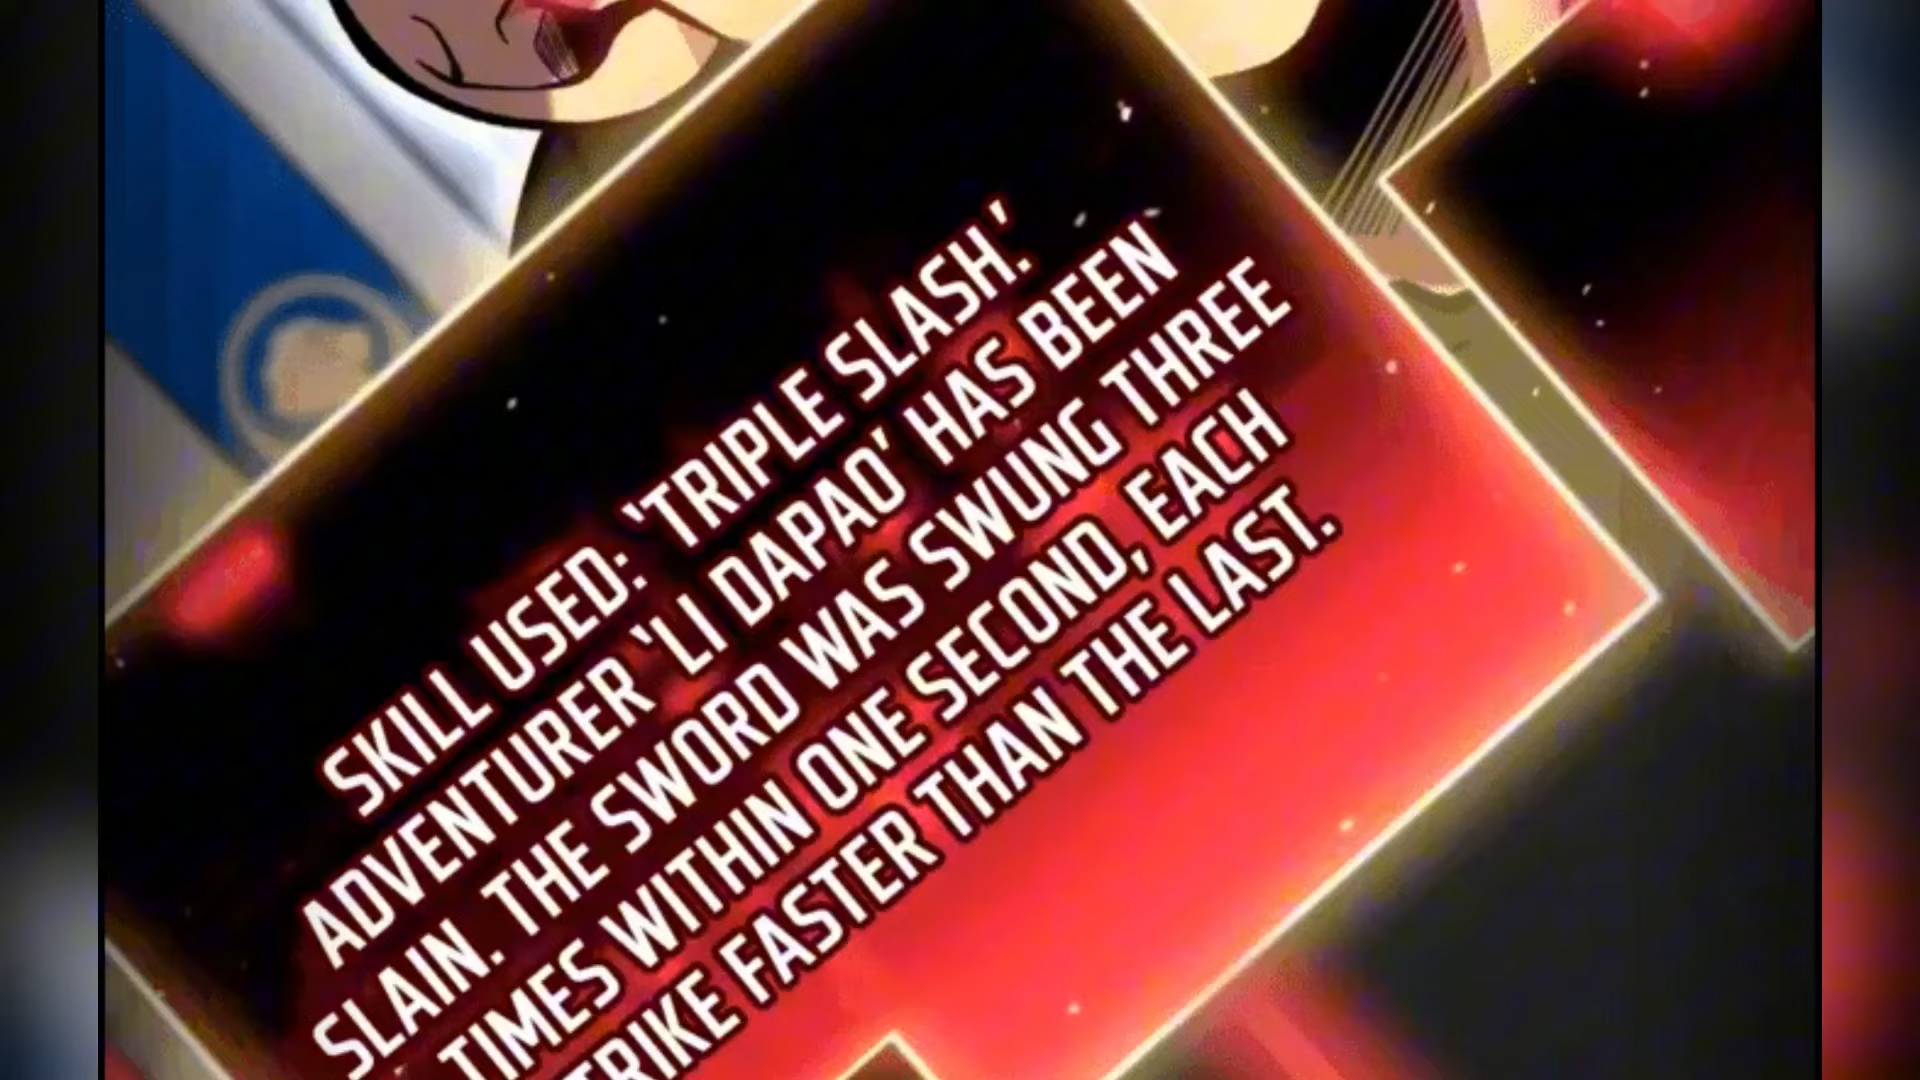 SKILL USED: 'TRIPLE SLASH.'
ADVENTURER 'LI DAPAO' HAS BEEN
SLAIN. THE SWORD WAS SWUNG THREE
TIMES WITHIN ONE SECOND, EACH
TRIKE FASTER THAN THE LAST.